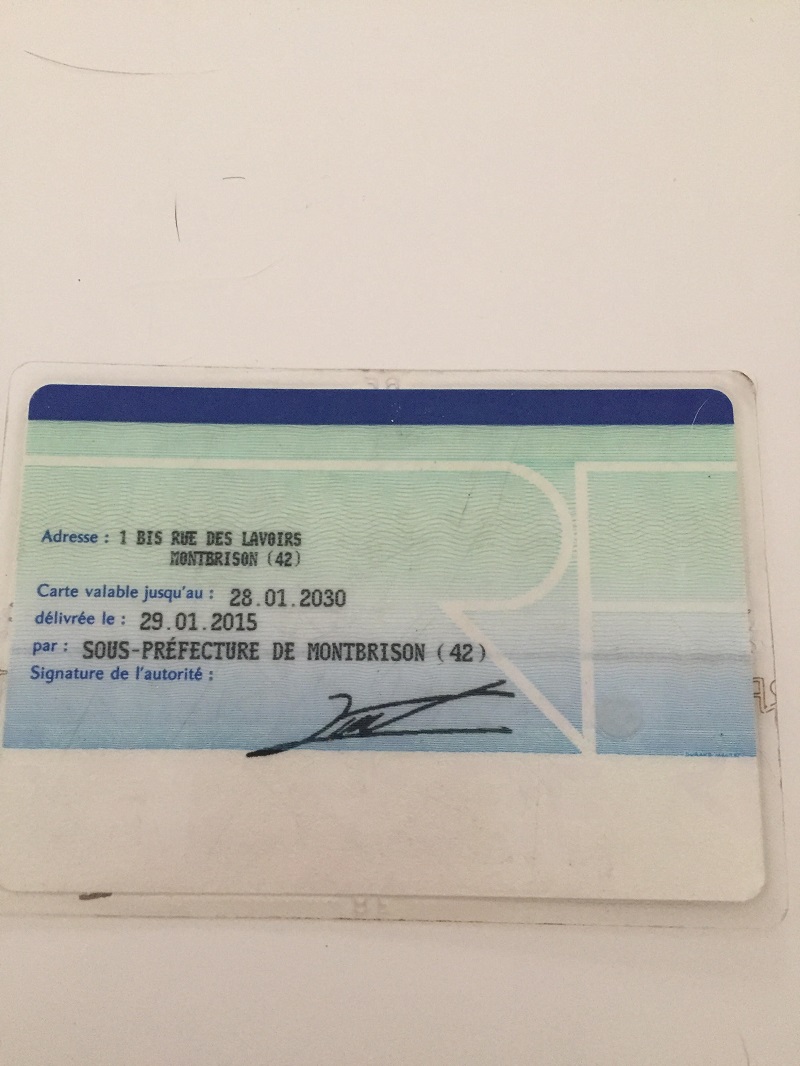 Adresse : 1 BIS RUE DES LAVOIRS
MONTBRISON (42)
Carte valable jusqu'au : 28.01.2030
délivrée le : 29.01.2015
par : SOUS-PRÉFECTURE DE MONTBRISON (42)
Signature de l'autorité :